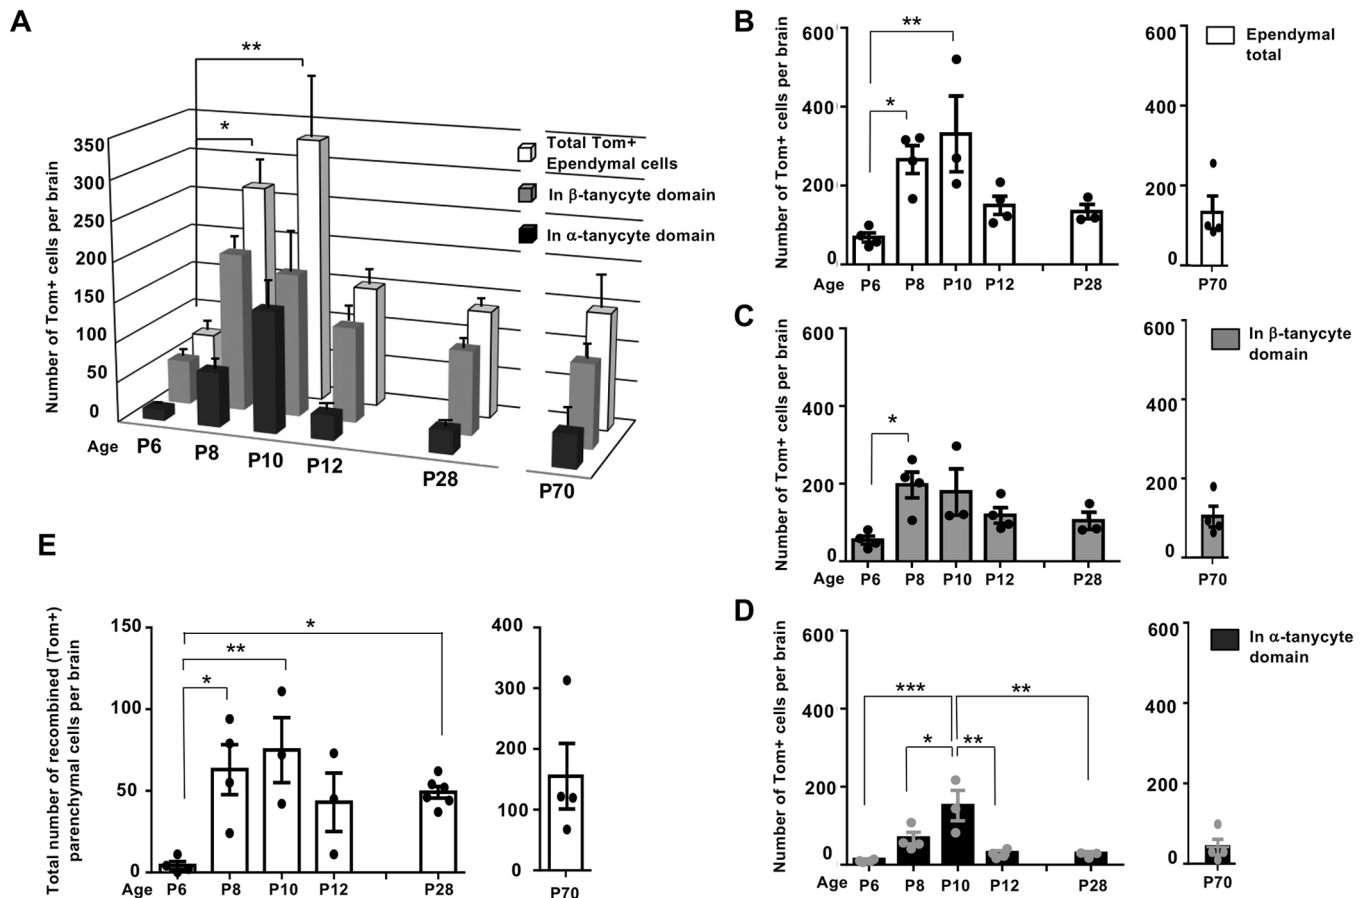 A
Number of Tom+ cells per brain
350
300
250
200
150
100
50
0
**
*
Total Tom+
Ependymal cells
In β-tanycyte domain
In α-tanycyte domain
Age P6 P8 P10 P12 P28 P70
B
Number of Tom+ cells per brain
600
400
200
0
*
**
Age P6 P8 P10 P12 P28
600
400
200
0
P70
Ependymal
total
C
Number of Tom+ cells per brain
600
400
200
0
*
Age P6 P8 P10 P12 P28
600
400
200
0
P70
In β-tanycyte
domain
D
Number of Tom+ cells per brain
600
400
200
0
***
**
*
**
Age P6 P8 P10 P12 P28
600
400
200
0
P70
In α-tanycyte
domain
E
Total number of recombined (Tom+)
parenchymal cells per brain
150
100
50
0
*
**
*
Age P6 P8 P10 P12 P28
400
300
200
100
0
P70